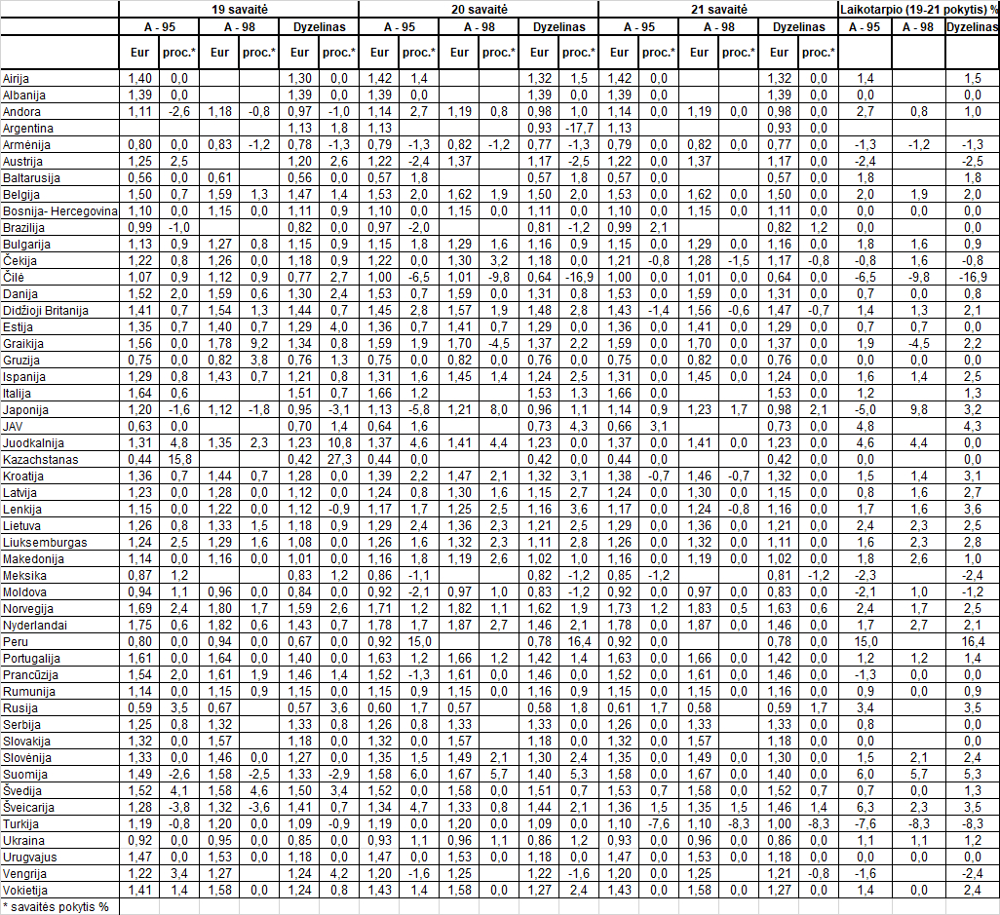 19 savaitė 20 savaitė 21 savaitė Laikotarpio (19-21 pokytis) %
A - 95 A - 98 Dyzelinas A - 95 A - 98 Dyzelinas A - 95 A - 98 Dyzelinas A - 95 A - 98 Dyzelinas
Eur proc.* Eur proc.* Eur proc.* Eur proc.* Eur proc.* Eur proc.* Eur proc.* Eur proc.* Eur proc.*
Airija 1,40 0,0 1,30 0,0 1,42 1,4 1,32 1,5 1,42 0,0 1,32 0,0 1,4 1,5
Albanija 1,39 0,0 1,39 0,0 1,39 0,0 1,39 0,0 1,39 0,0 1,39 0,0 0,0 0,0
Andora 1,11 -2,6 1,18 -0,8 0,97 -1,0 1,14 2,7 1,19 0,8 0,98 1,0 1,14 0,0 1,19 0,0 0,98 0,0 2,7 0,8 1,0
Argentina 1,13 1,8 1,13 0,93 -17,7 1,13 0,93 0,0
Armėnija 0,80 0,0 0,83 -1,2 0,78 -1,3 0,79 -1,3 0,82 -1,2 0,77 -1,3 0,79 0,0 0,82 0,0 0,77 0,0 -1,3 -1,2 -1,3
Austrija 1,25 2,5 1,20 2,6 1,22 -2,4 1,37 1,17 -2,5 1,22 0,0 1,37 1,17 0,0 -2,4 -2,5
Baltarusija 0,56 0,0 0,61 0,56 0,0 0,57 1,8 0,57 1,8 0,57 0,0 0,57 0,0 1,8 1,8
Belgija 1,50 0,7 1,59 1,3 1,47 1,4 1,53 2,0 1,62 1,9 1,50 2,0 1,53 0,0 1,62 0,0 1,50 0,0 2,0 1,9 2,0
Bosnija- Hercegovina 1,10 0,0 1,15 0,0 1,11 0,9 1,10 0,0 1,15 0,0 1,11 0,0 1,10 0,0 1,15 0,0 1,11 0,0 0,0 0,0 0,0
Brazilija 0,99 -1,0 0,82 0,0 0,97 -2,0 0,81 -1,2 0,99 2,1 0,82 1,2 0,0 0,0
Bulgarija 1,13 0,9 1,27 0,8 1,15 0,9 1,15 1,8 1,29 1,6 1,16 0,9 1,15 0,0 1,29 0,0 1,16 0,0 1,8 1,6 0,9
Čekija 1,22 0,8 1,26 0,0 1,18 0,9 1,22 0,0 1,30 3,2 1,18 0,0 1,21 -0,8 1,28 -1,5 1,17 -0,8 -0,8 1,6 -0,8
Čilė 1,07 0,9 1,12 0,9 0,77 2,7 1,00 -6,5 1,01 -9,8 0,64 -16,9 1,00 0,0 1,01 0,0 0,64 0,0 -6,5 -9,8 -16,9
Danija 1,52 2,0 1,59 0,6 1,30 2,4 1,53 0,7 1,59 0,0 1,31 0,8 1,53 0,0 1,59 0,0 1,31 0,0 0,7 0,0 0,8
Didžioji Britanija 1,41 0,7 1,54 1,3 1,44 0,7 1,45 2,8 1,57 1,9 1,48 2,8 1,43 -1,4 1,56 -0,6 1,47 -0,7 1,4 1,3 2,1
Estija 1,35 0,7 1,40 0,7 1,29 4,0 1,36 0,7 1,41 0,7 1,29 0,0 1,36 0,0 1,41 0,0 1,29 0,0 0,7 0,7 0,0
Graikija 1,56 0,0 1,78 9,2 1,34 0,8 1,59 1,9 1,70 -4,5 1,37 2,2 1,59 0,0 1,70 0,0 1,37 0,0 1,9 -4,5 2,2
Gruzija 0,75 0,0 0,82 3,8 0,76 1,3 0,75 0,0 0,82 0,0 0,76 0,0 0,75 0,0 0,82 0,0 0,76 0,0 0,0 0,0 0,0
Ispanija 1,29 0,8 1,43 0,7 1,21 0,8 1,31 1,6 1,45 1,4 1,24 2,5 1,31 0,0 1,45 0,0 1,24 0,0 1,6 1,4 2,5
Italija 1,64 0,6 1,51 0,7 1,66 1,2 1,53 1,3 1,66 0,0 1,53 0,0 1,2 1,3
Japonija 1,20 -1,6 1,12 -1,8 0,95 -3,1 1,13 -5,8 1,21 8,0 0,96 1,1 1,14 0,9 1,23 1,7 0,98 2,1 -5,0 9,8 3,2
JAV 0,63 0,0 0,70 1,4 0,64 1,6 0,73 4,3 0,66 3,1 0,73 0,0 4,8 4,3
Juodkalnija 1,31 4,8 1,35 2,3 1,23 10,8 1,37 4,6 1,41 4,4 1,23 0,0 1,37 0,0 1,41 0,0 1,23 0,0 4,6 4,4 0,0
Kazachstanas 0,44 15,8 0,42 27,3 0,44 0,0 0,42 0,0 0,44 0,0 0,42 0,0 0,0 0,0
Kroatija 1,36 0,7 1,44 0,7 1,28 0,0 1,39 2,2 1,47 2,1 1,32 3,1 1,38 -0,7 1,46 -0,7 1,32 0,0 1,5 1,4 3,1
Latvija 1,23 0,0 1,28 0,0 1,12 0,0 1,24 0,8 1,30 1,6 1,15 2,7 1,24 0,0 1,30 0,0 1,15 0,0 0,8 1,6 2,7
Lenkija 1,15 0,0 1,22 0,0 1,12 -0,9 1,17 1,7 1,25 2,5 1,16 3,6 1,17 0,0 1,24 -0,8 1,16 0,0 1,7 1,6 3,6
Lietuva 1,26 0,8 1,33 1,5 1,18 0,9 1,29 2,4 1,36 2,3 1,21 2,5 1,29 0,0 1,36 0,0 1,21 0,0 2,4 2,3 2,5
Liuksemburgas 1,24 2,5 1,29 1,6 1,08 0,0 1,26 1,6 1,32 2,3 1,11 2,8 1,26 0,0 1,32 0,0 1,11 0,0 1,6 2,3 2,8
Makedonija 1,14 0,0 1,16 0,0 1,01 0,0 1,16 1,8 1,19 2,6 1,02 1,0 1,16 0,0 1,19 0,0 1,02 0,0 1,8 2,6 1,0
Meksika 0,87 1,2 0,83 1,2 0,86 -1,1 0,82 -1,2 0,85 -1,2 0,81 -1,2 -2,3 -2,4
Moldova 0,94 1,1 0,96 0,0 0,84 0,0 0,92 -2,1 0,97 1,0 0,83 -1,2 0,92 0,0 0,97 0,0 0,83 0,0 -2,1 1,0 -1,2
Norvegija 1,69 2,4 1,80 1,7 1,59 2,6 1,71 1,2 1,82 1,1 1,62 1,9 1,73 1,2 1,83 0,5 1,63 0,6 2,4 1,7 2,5
Nyderlandai 1,75 0,6 1,82 0,6 1,43 0,7 1,78 1,7 1,87 2,7 1,46 2,1 1,78 0,0 1,87 0,0 1,46 0,0 1,7 2,7 2,1
Peru 0,80 0,0 0,94 0,0 0,67 0,0 0,92 15,0 0,78 16,4 0,92 0,0 0,78 0,0 15,0 16,4
Portugalija 1,61 0,0 1,64 0,0 1,40 0,0 1,63 1,2 1,66 1,2 1,42 1,4 1,63 0,0 1,66 0,0 1,42 0,0 1,2 1,2 1,4
Prancūzija 1,54 2,0 1,61 1,9 1,46 1,4 1,52 -1,3 1,61 0,0 1,46 0,0 1,52 0,0 1,61 0,0 1,46 0,0 -1,3 0,0 0,0
Rumunija 1,14 0,0 1,15 0,9 1,15 0,0 1,15 0,9 1,15 0,0 1,16 0,9 1,15 0,0 1,15 0,0 1,16 0,0 0,9 0,0 0,9
Rusija 0,59 3,5 0,67 0,57 3,6 0,60 1,7 0,57 0,58 1,8 0,61 1,7 0,58 0,59 1,7 3,4 3,5
Serbija 1,25 0,8 1,32 1,33 0,8 1,26 0,8 1,33 1,33 0,0 1,26 0,0 1,33 1,33 0,0 0,8 0,0
Slovakija 1,32 0,0 1,57 1,18 0,0 1,32 0,0 1,57 1,18 0,0 1,32 0,0 1,57 1,18 0,0 0,0 0,0
Slovėnija 1,33 0,0 1,46 0,0 1,27 0,0 1,35 1,5 1,49 2,1 1,30 2,4 1,35 0,0 1,49 0,0 1,30 0,0 1,5 2,1 2,4
Suomija 1,49 -2,6 1,58 -2,5 1,33 -2,9 1,58 6,0 1,67 5,7 1,40 5,3 1,58 0,0 1,67 0,0 1,40 0,0 6,0 5,7 5,3
Švedija 1,52 4,1 1,58 4,6 1,50 3,4 1,52 0,0 1,58 0,0 1,51 0,7 1,53 0,7 1,58 0,0 1,52 0,7 0,7 0,0 1,3
Šveicarija 1,28 -3,8 1,32 -3,6 1,41 0,7 1,34 4,7 1,33 0,8 1,44 2,1 1,36 1,5 1,35 1,5 1,46 1,4 6,3 2,3 3,5
Turkija 1,19 -0,8 1,20 0,0 1,09 -0,9 1,19 0,0 1,20 0,0 1,09 0,0 1,10 -7,6 1,10 -8,3 1,00 -8,3 -7,6 -8,3 -8,3
Ukraina 0,92 0,0 0,95 0,0 0,85 0,0 0,93 1,1 0,96 1,1 0,86 1,2 0,93 0,0 0,96 0,0 0,86 0,0 1,1 1,1 1,2
Urugvajus 1,47 0,0 1,53 0,0 1,18 0,0 1,47 0,0 1,53 0,0 1,18 0,0 1,47 0,0 1,53 0,0 1,18 0,0 0,0 0,0 0,0
Vengrija 1,22 3,4 1,27 1,24 4,2 1,20 -1,6 1,25 1,22 -1,6 1,20 0,0 1,25 1,21 -0,8 -1,6 -2,4
Vokietija 1,41 1,4 1,58 0,0 1,24 0,8 1,43 1,4 1,58 0,0 1,27 2,4 1,43 0,0 1,58 0,0 1,27 0,0 1,4 0,0 2,4
* savaitės pokytis %